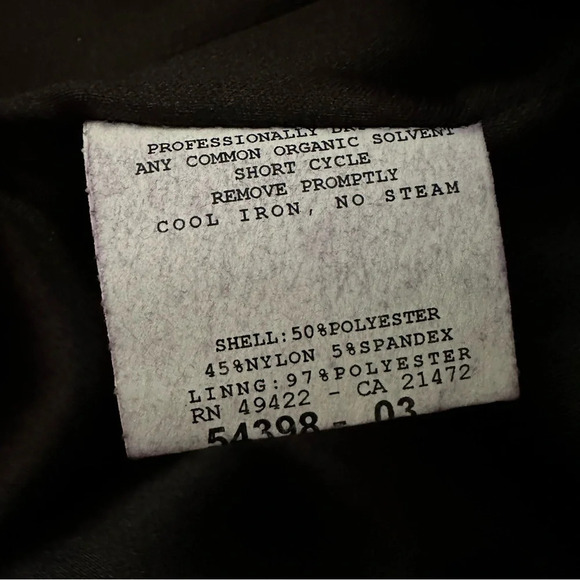 PROFESSIONALLY
ANY COMMON ORGANIC SOLVENT
SHORT CYCLE
REMOVE PROMPTLY
COOL IRON, NO STEAM
SHELL:50%POLYESTER
45%NYLON 5%SPANDEX
LINNG:97%POLYESTER
RN 49422 - CA 21472
54398 - 03